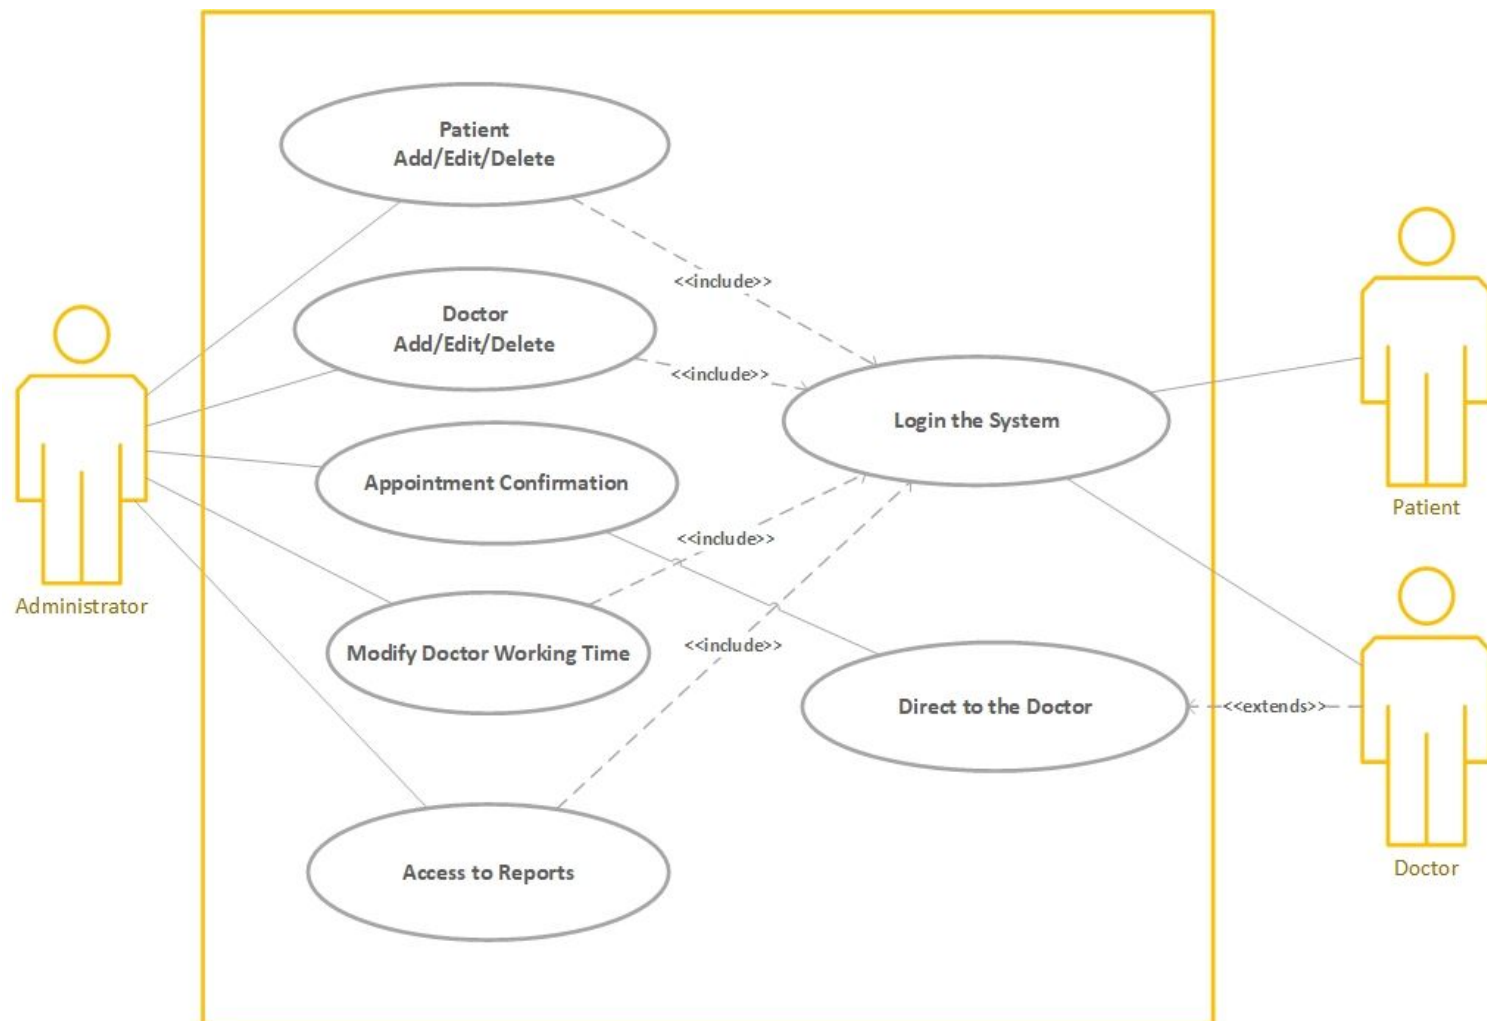 Patient
Add/Edit/Delete
<<include>>
Doctor
Add/Edit/Delete
<<include>>
Login the System
Appointment Confirmation
Patient
<<include>>
Administrator
Modify Doctor Working Time
<<include>>
Direct to the Doctor
<<extends>>
Access to Reports
Doctor